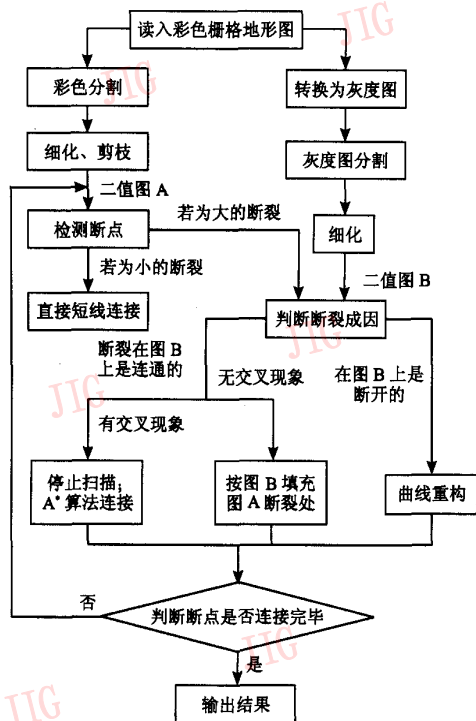 读入彩色栅格地形图
JIG
彩色分割
JIG
转换为灰度图
细化、剪枝
灰度图分割
二值图 A
检测断点
若为大的断裂
细化
若为小的断裂
二值图 B
直接短线连接
判断断裂成因
JIG
断裂在图 B
上是连通的
无交叉现象
在图 B 上是
断开的
JIG
有交叉现象
停止扫描;
A* 算法连接
按图 B 填充
图 A 断裂处
曲线重构
否
判断断点是否连接完毕
JIG
是
输出结果
JIG